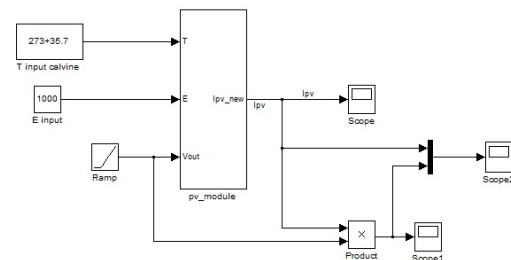 273+35.7
T input calvine
1000
E input
Ramp
T
E
Vout
Ipv_new
pv_module
Ipv
Ipv
Scope
×
Product
Scope1
Scope2